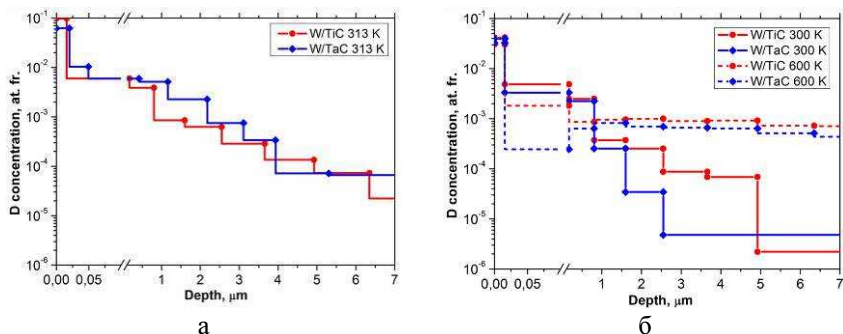 W/TiC 313 K
W/TaC 313 K
D concentration, at. fr.
10⁻¹
10⁻²
10⁻³
10⁻⁴
10⁻⁵
10⁻⁶
0,00 0,05 1 2 3 4 5 6 7
Depth, μm
а
W/TiC 300 K
W/TaC 300 K
W/TiC 600 K
W/TaC 600 K
D concentration, at. fr.
10⁻¹
10⁻²
10⁻³
10⁻⁴
10⁻⁵
10⁻⁶
0,00 0,05 1 2 3 4 5 6 7
Depth, μm
б